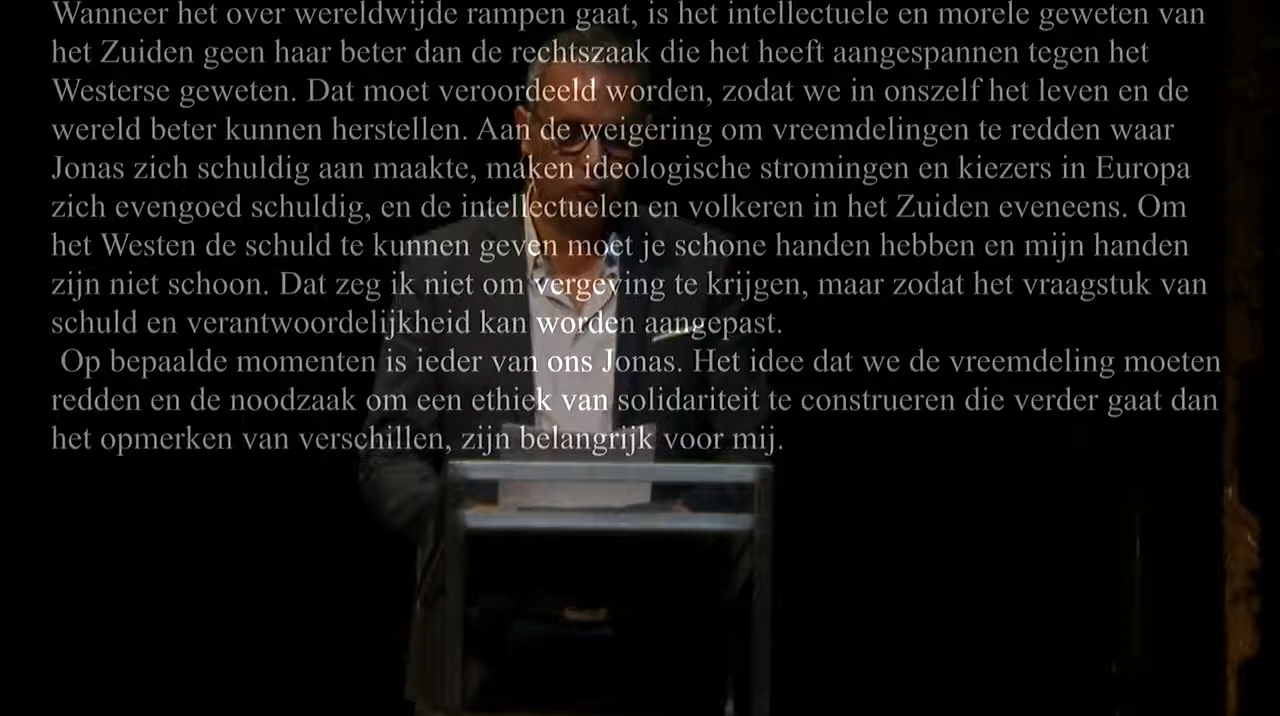 Wanneer het over wereldwijde rampen gaat, is het intellectuele en morele geweten van
het Zuiden geen haar beter dan de rechtszaak die het heeft aangespannen tegen het
Westerse geweten. Dat moet veroordeeld worden, zodat we in onszelf het leven en de
wereld beter kunnen herstellen. Aan de weigering om vreemdelingen te redden waar
Jonas zich schuldig aan maakte, maken ideologische stromingen en kiezers in Europa
zich evengoed schuldig, en de intellectuelen en volkeren in het Zuiden eveneens. Om
het Westen de schuld te kunnen geven moet je schone handen hebben en mijn handen
zijn niet schoon. Dat zeg ik niet om vergeving te krijgen, maar zodat het vraagstuk van
schuld en verantwoordelijkheid kan worden aangepast.
Op bepaalde momenten is ieder van ons Jonas. Het idee dat we de vreemdeling moeten
redden en de noodzaak om een ethiek van solidariteit te construeren die verder gaat dan
het opmerken van verschillen, zijn belangrijk voor mij.